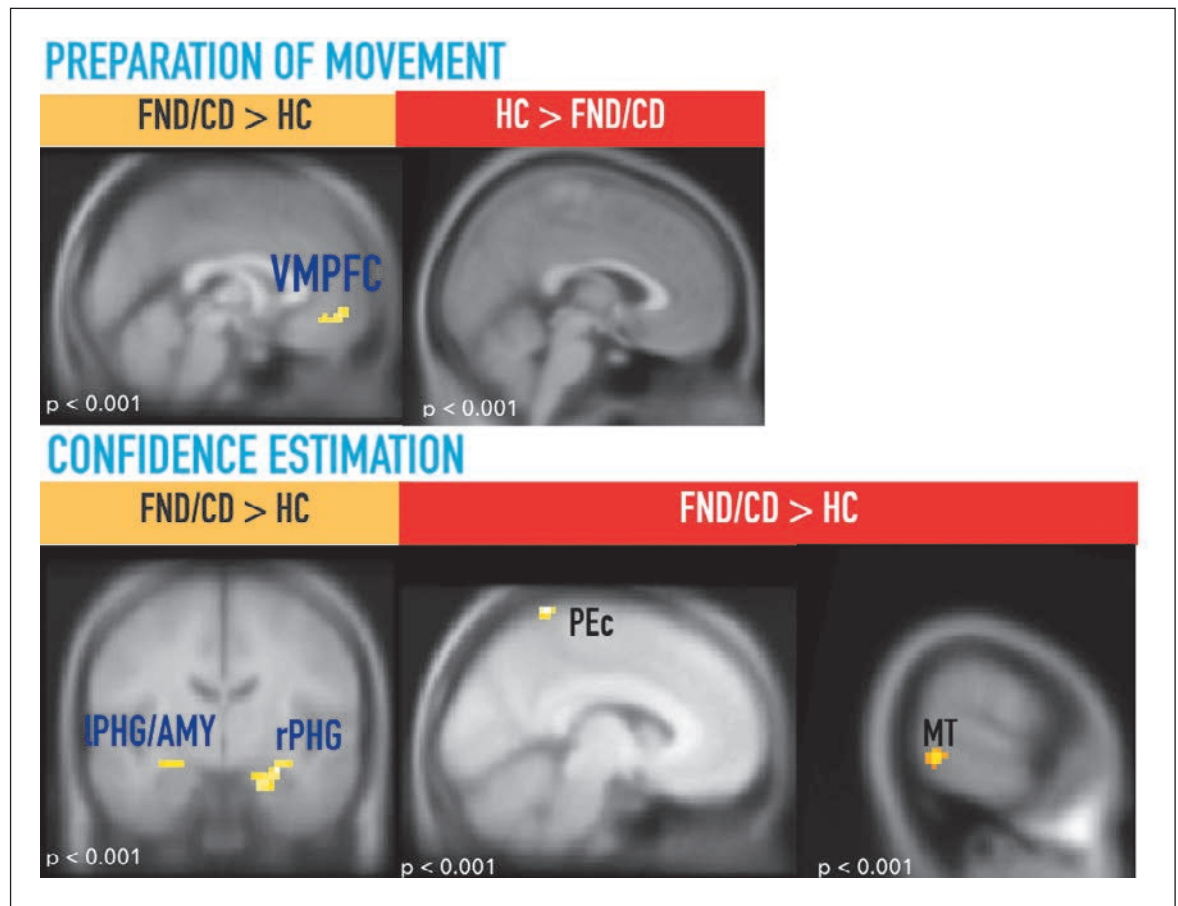 PREPARATION OF MOVEMENT
FND/CD > HC HC > FND/CD
VMPFC
p < 0.001 p < 0.001
CONFIDENCE ESTIMATION
FND/CD > HC FND/CD > HC
PEc
lPHG/AMY rPHG MT
p < 0.001 p < 0.001 p < 0.001